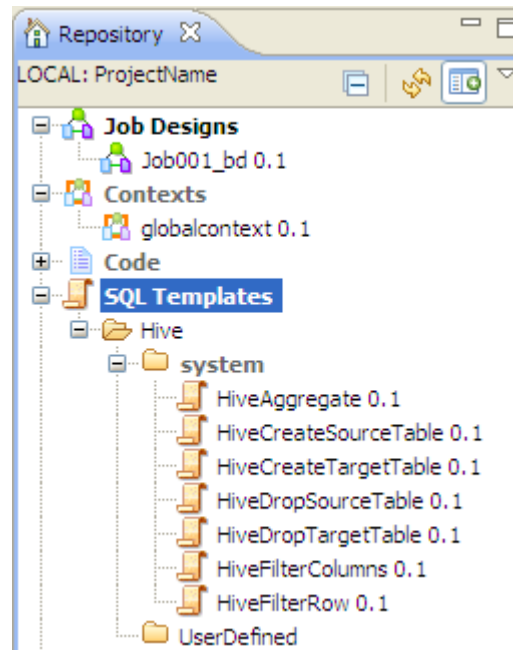 Repository
LOCAL: ProjectName
Job Designs
Job001_bd 0.1
Contexts
globalcontext 0.1
Code
SQL Templates
Hive
system
HiveAggregate 0.1
HiveCreateSourceTable 0.1
HiveCreateTargetTable 0.1
HiveDropSourceTable 0.1
HiveDropTargetTable 0.1
HiveFilterColumns 0.1
HiveFilterRow 0.1
UserDefined